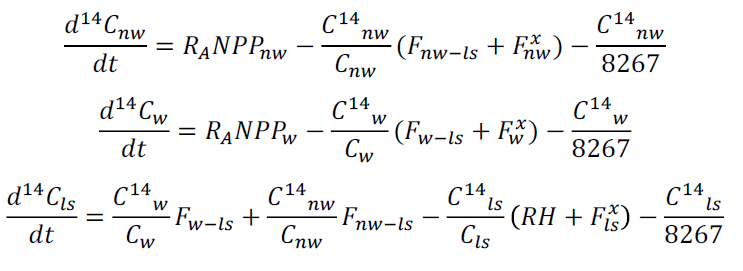 d¹⁴C_nw/dt = R_A NPP_nw − C¹⁴_nw/C_nw (F_nw−ls + F^x_nw) − C¹⁴_nw/8267
d¹⁴C_w/dt = R_A NPP_w − C¹⁴_w/C_w (F_w−ls + F^x_w) − C¹⁴_w/8267
d¹⁴C_ls/dt = C¹⁴_w/C_w F_w−ls + C¹⁴_nw/C_nw F_nw−ls − C¹⁴_ls/C_ls (RH + F^x_ls) − C¹⁴_ls/8267